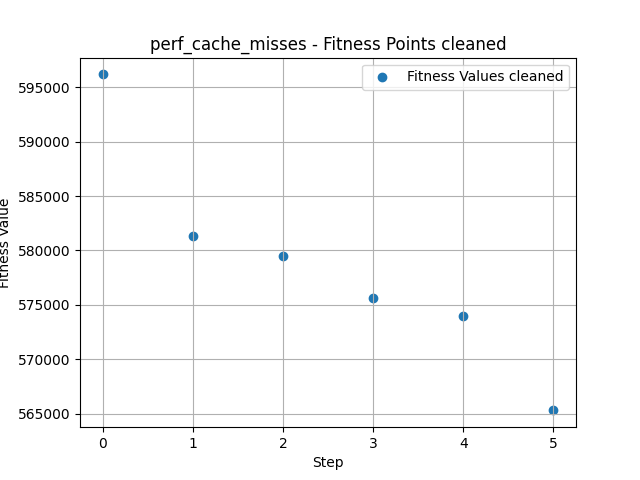 perf_cache_misses - Fitness Points cleaned
Fitness Values cleaned
595000
590000
585000
580000
575000
570000
565000
Fitness Value
0 1 2 3 4 5
Step